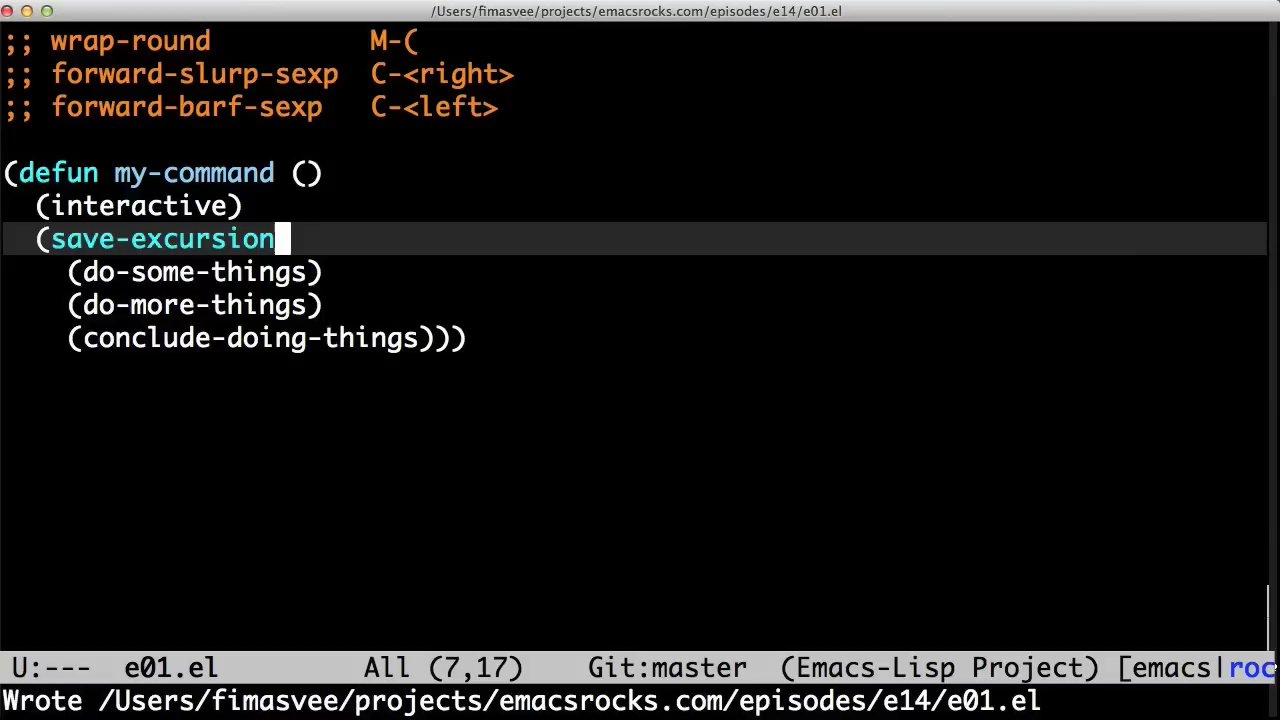 /Users/fimasvee/projects/emacsrocks.com/episodes/e14/e01.el
;; wrap-round          M-(
;; forward-slurp-sexp  C-<right>
;; forward-barf-sexp   C-<left>
(defun my-command ()
  (interactive)
  (save-excursion
    (do-some-things)
    (do-more-things)
    (conclude-doing-things)))
U:---  e01.el         All (7,17)    Git:master  (Emacs-Lisp Project) [emacs|roc
Wrote /Users/fimasvee/projects/emacsrocks.com/episodes/e14/e01.el